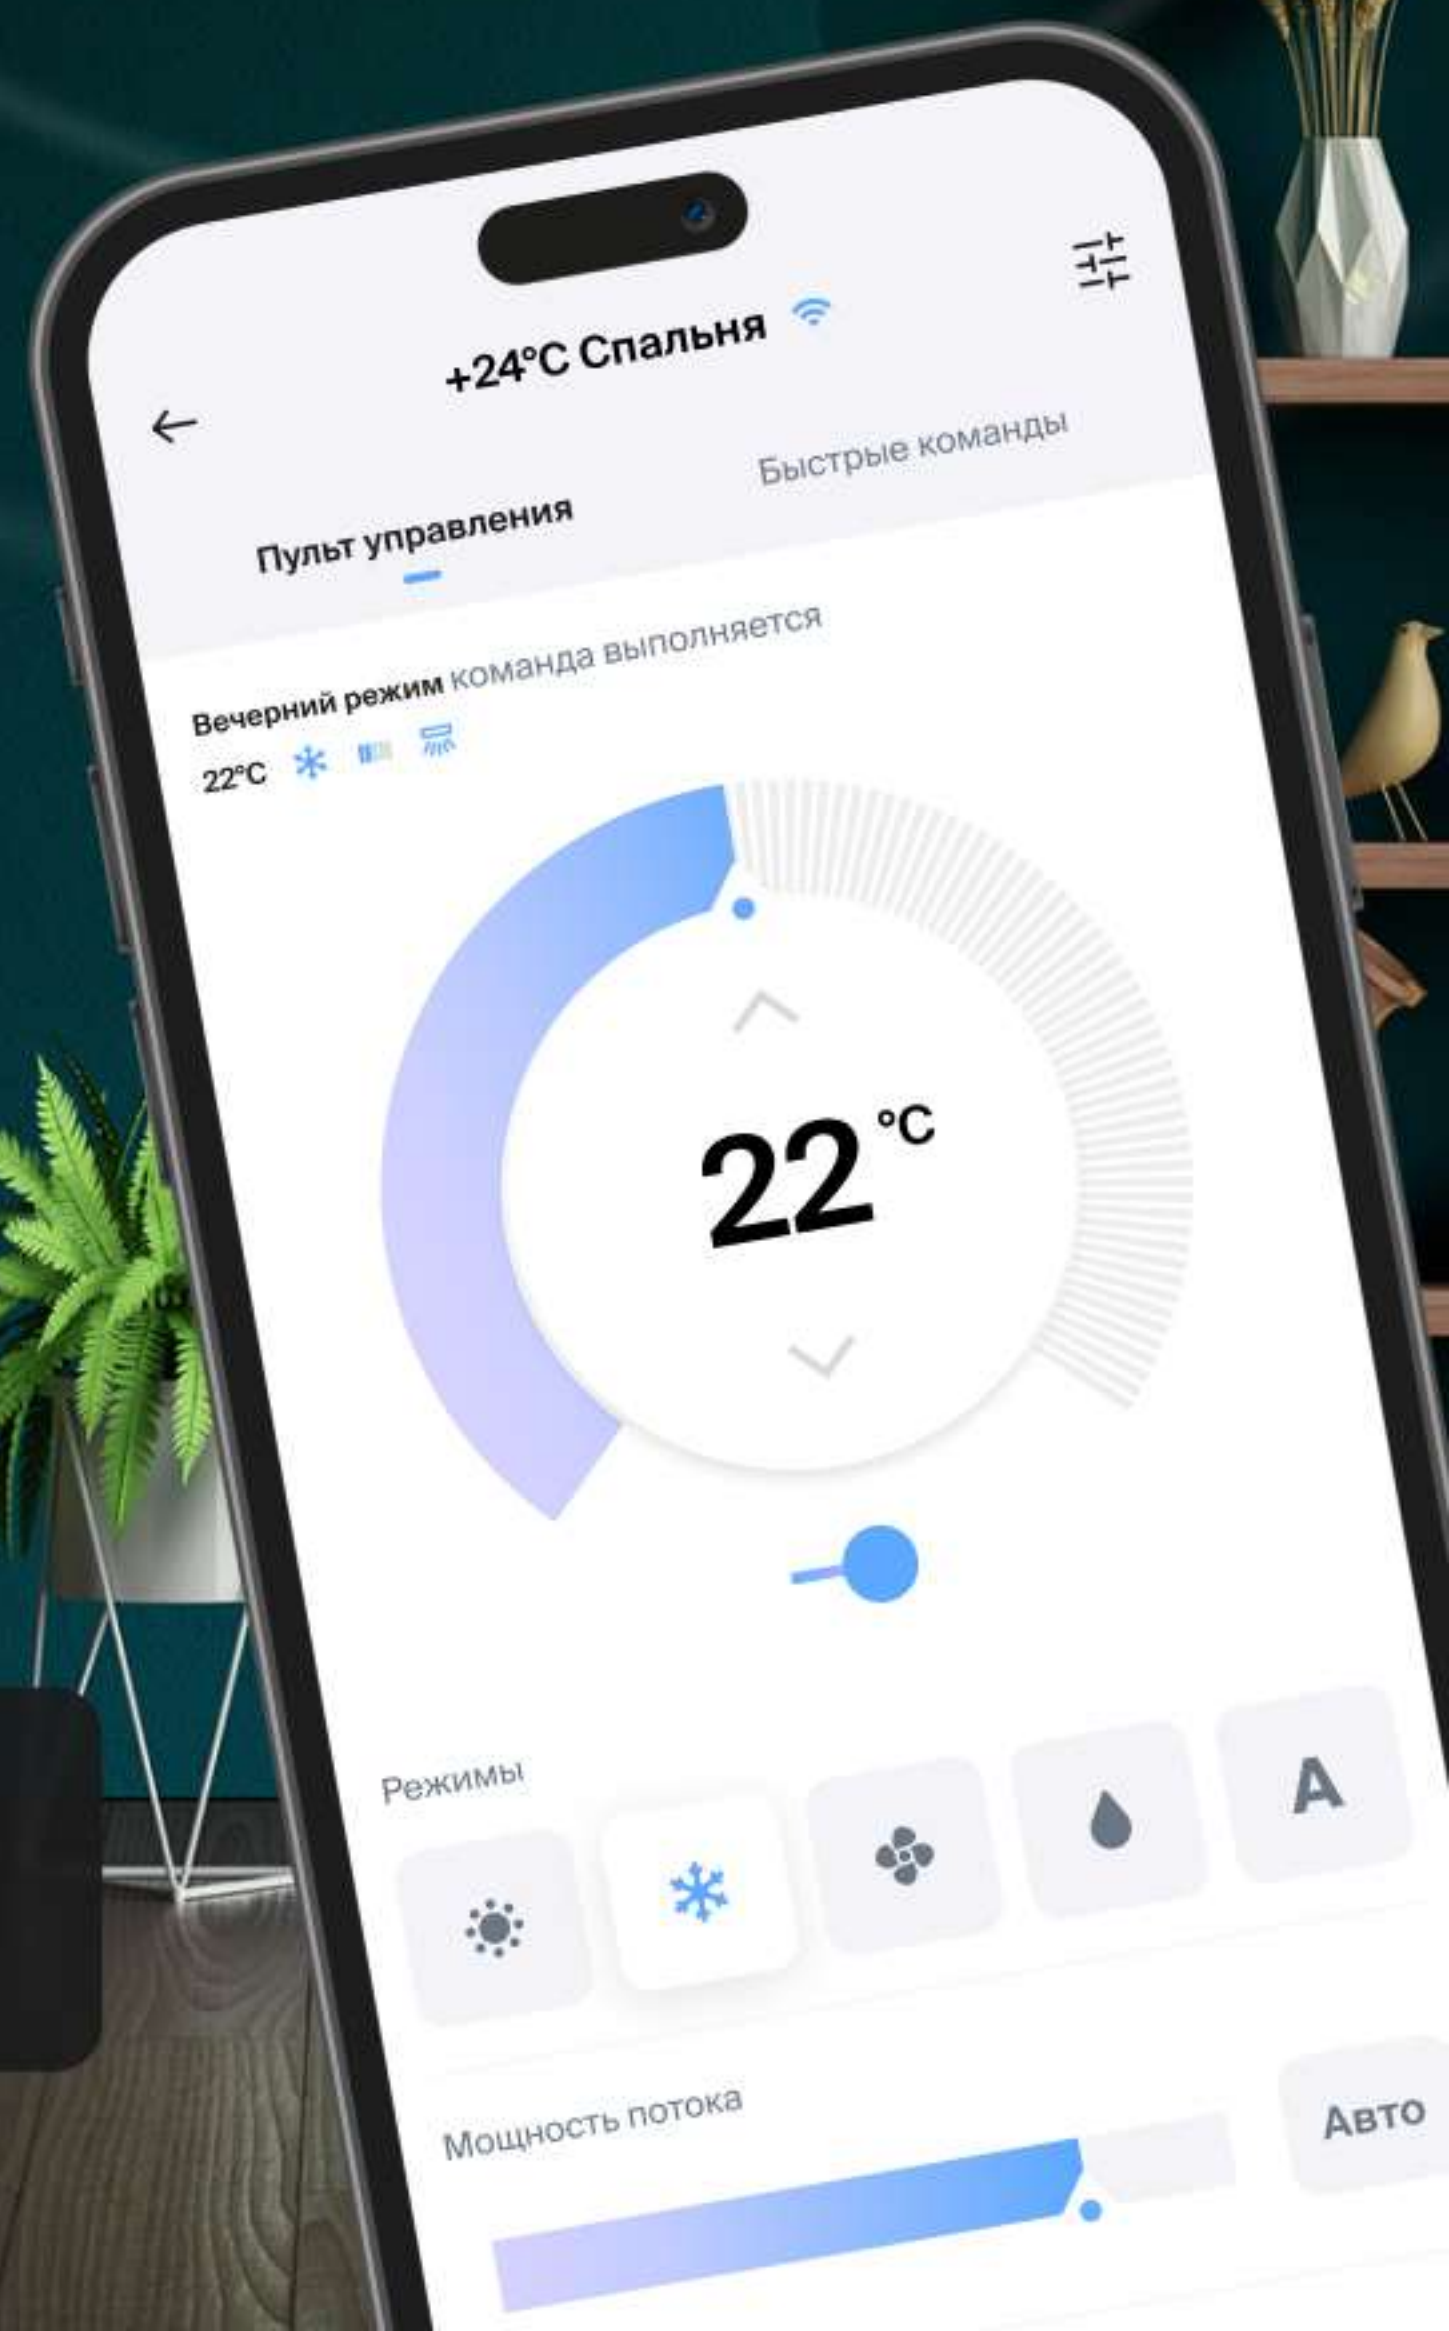 +24°C Спальня
Пульт управления
Быстрые команды
Вечерний режим команда выполняется
22°C
22 °C
Режимы
A
Мощность потока
Авто